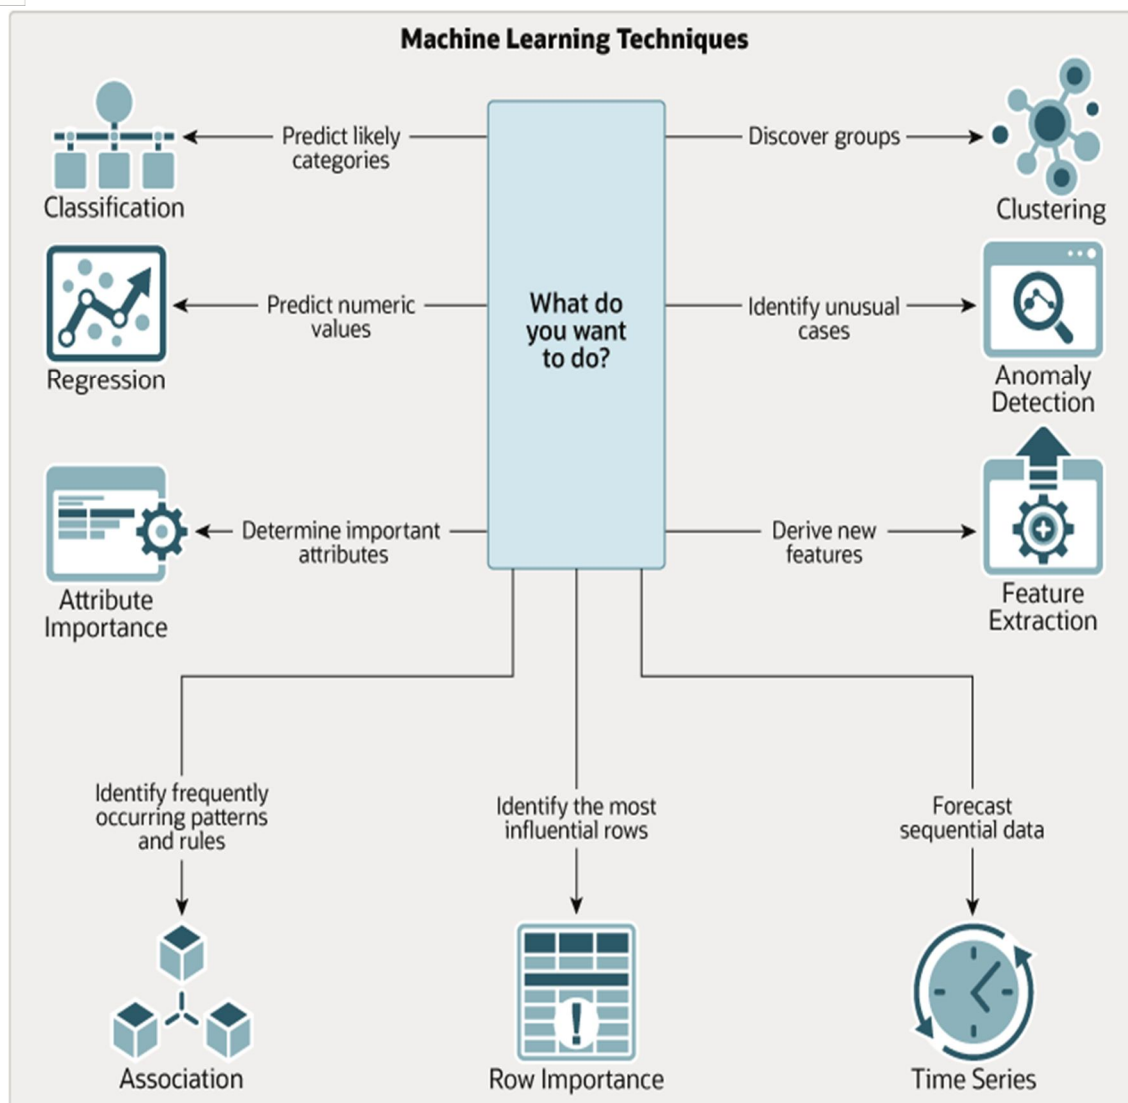 Machine Learning Techniques
Predict likely
categories
Classification
Discover groups
Clustering
Predict numeric
values
Regression
What do
you want
to do?
Identify unusual
cases
Anomaly
Detection
Determine important
attributes
Attribute
Importance
Derive new
features
Feature
Extraction
Identify frequently
occurring patterns
and rules
Association
Identify the most
influential rows
Row Importance
Forecast
sequential data
Time Series